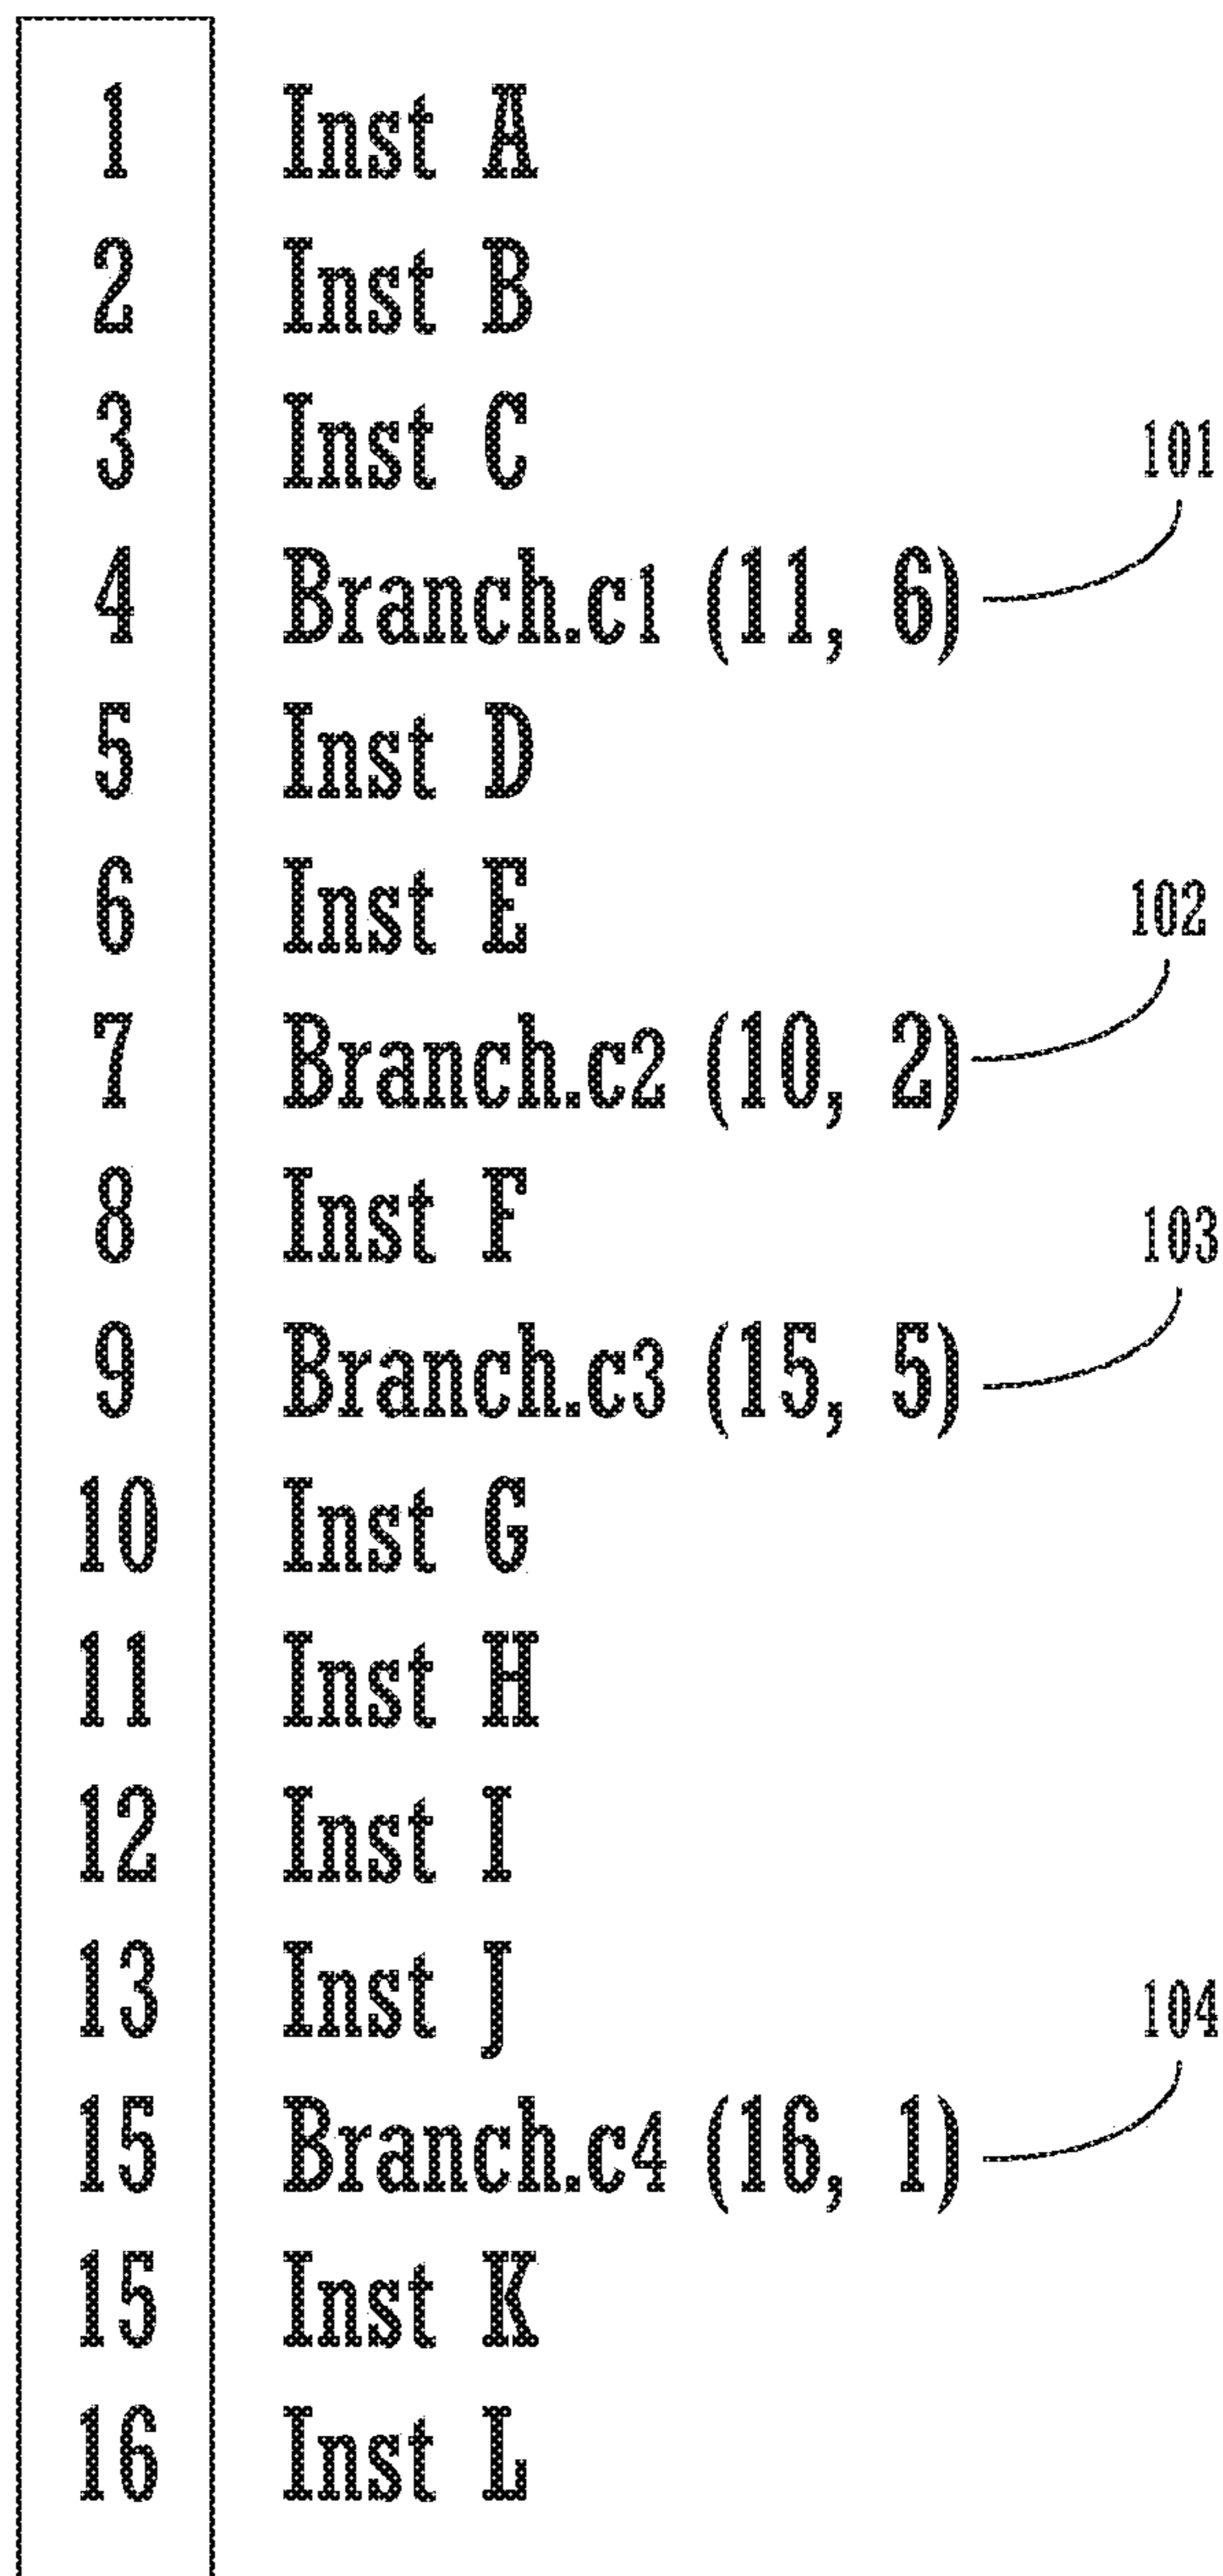 1 Inst A
2 Inst B
3 Inst C
101
4 Branch.c1 (11, 6)
5 Inst D
6 Inst E
102
7 Branch.c2 (10, 2)
8 Inst F
103
9 Branch.c3 (15, 5)
10 Inst G
11 Inst H
12 Inst I
13 Inst J
104
15 Branch.c4 (16, 1)
15 Inst K
16 Inst L